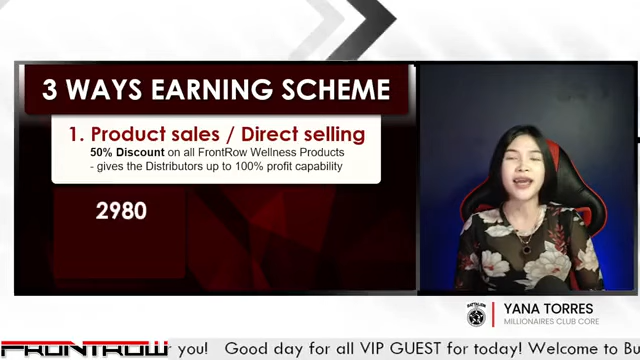 3 WAYS EARNING SCHEME
1. Product sales / Direct selling
50% Discount on all FrontRow Wellness Products
- gives the Distributors up to 100% profit capability
2980
BATTALION
YANA TORRES
MILLIONAIRES CLUB CORE
FRONTROW
you! Good day for all VIP GUEST for today! Welcome to Bu